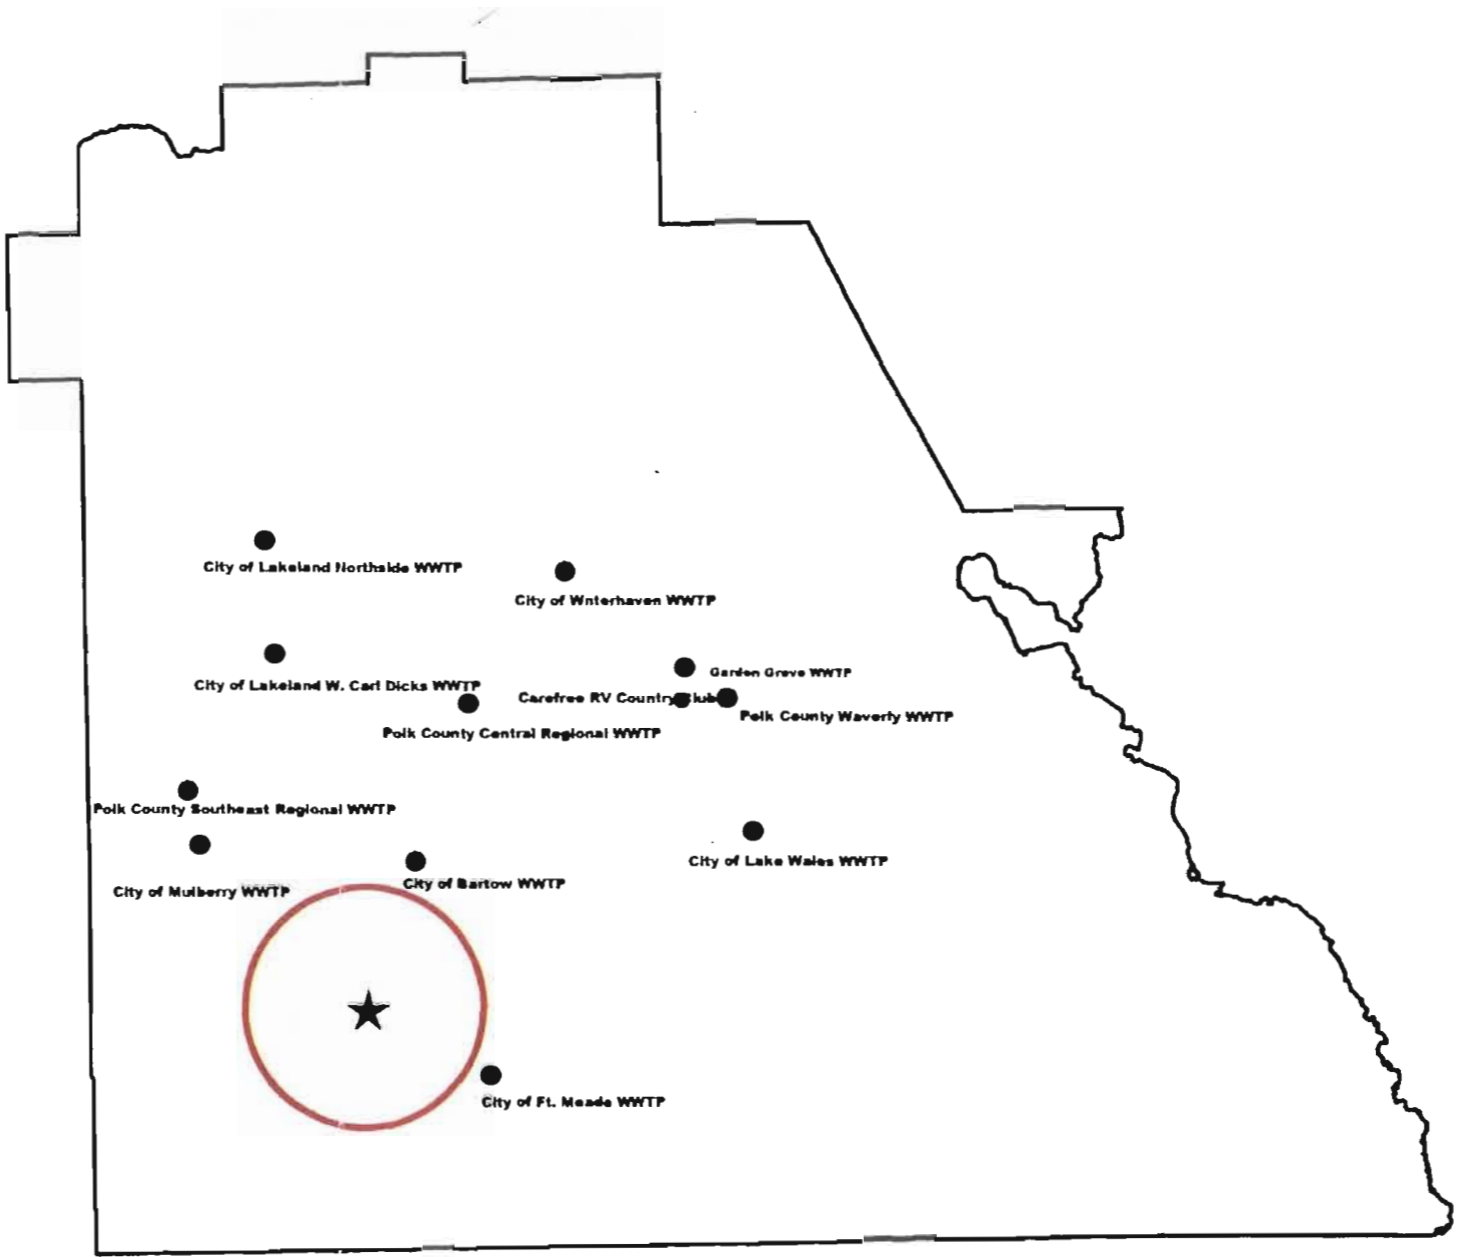 City of Lakeland Northside WWTP
City of Wnterhaven WWTP
Garden Grove WWTP
City of Lakeland W. Carl Dicks WWTP
Carefree RV Country Club
Polk County Waverly WWTP
Polk County Central Regional WWTP
Polk County Southeast Regional WWTP
City of Lake Wales WWTP
City of Mulberry WWTP
City of Bartow WWTP
City of Ft. Meade WWTP